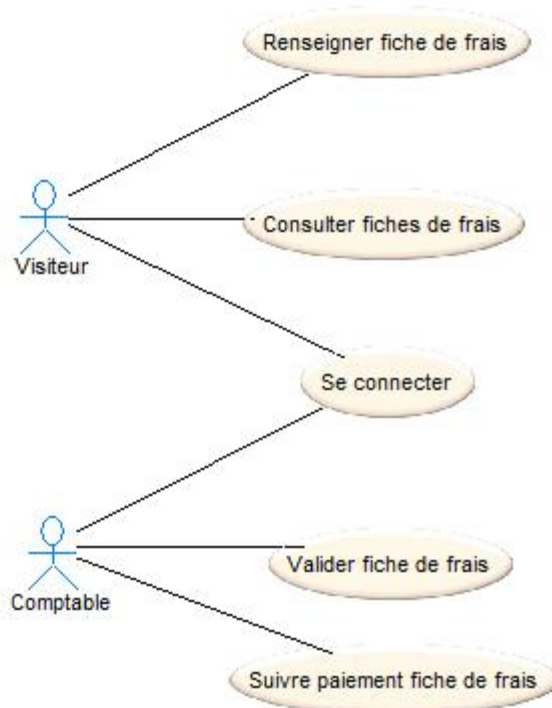 Renseigner fiche de frais
Consulter fiches de frais
Visiteur
Se connecter
Valider fiche de frais
Comptable
Suivre paiement fiche de frais